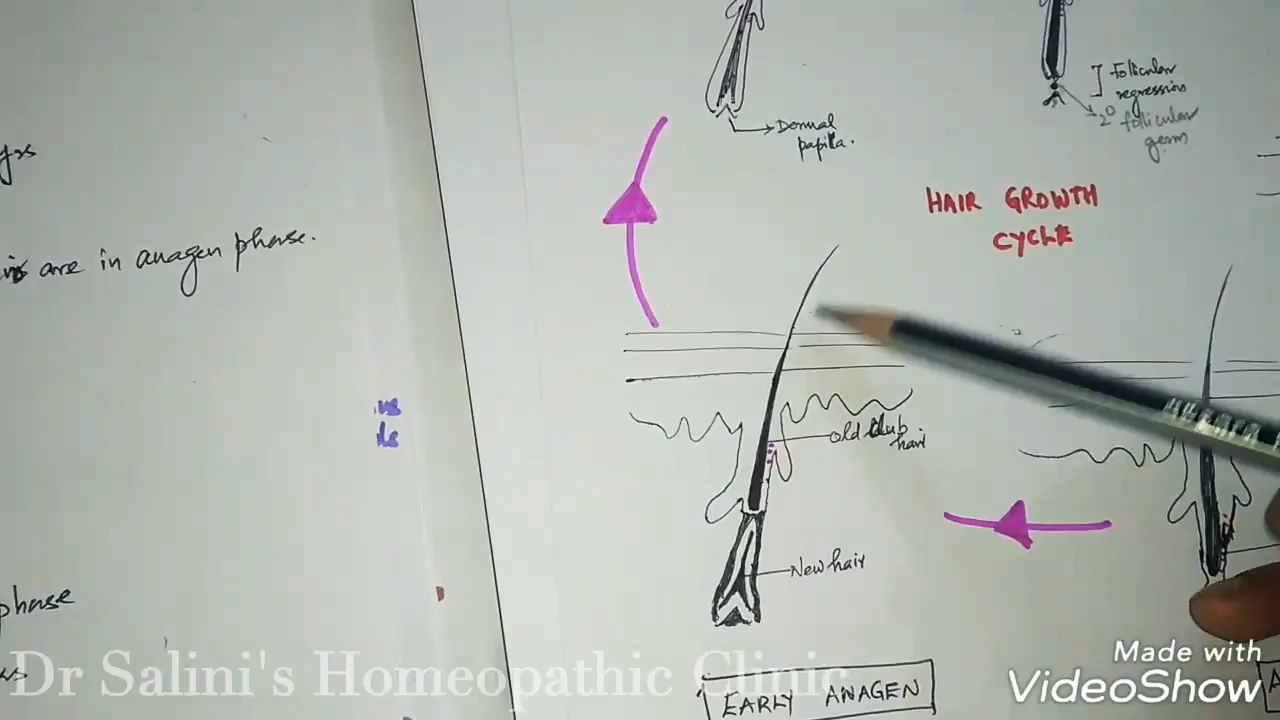 are in anagen phase.
phase
Dermal
papilla.
Follicular
regression
2° follicular
germ
HAIR GROWTH
CYCLE
Old club
hair
New hair
EARLY ANAGEN
Dr Salini's Homeopathic Clinic
Made with
VideoShow